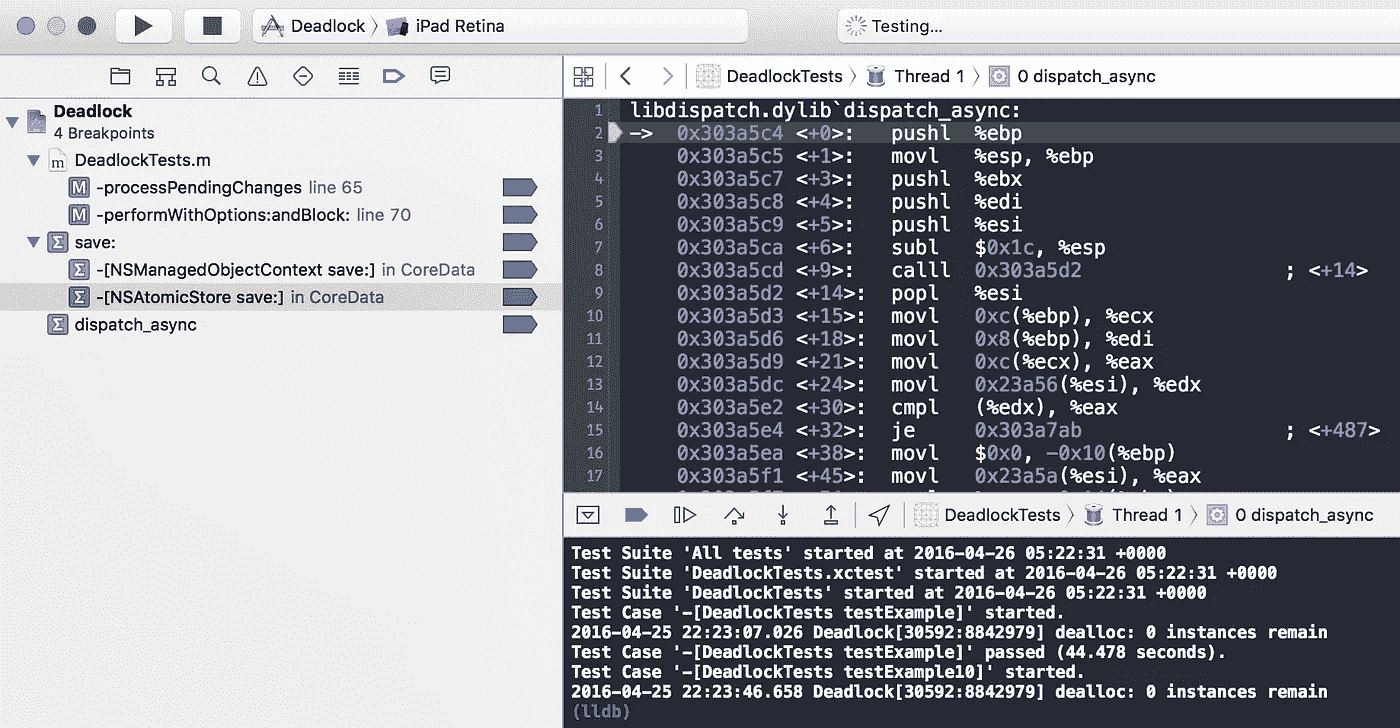 Deadlock 〉 iPad Retina
Testing...
Deadlock
4 Breakpoints
m DeadlockTests.m
M -processPendingChanges line 65
M -performWithOptions:andBlock: line 70
Σ save:
Σ -[NSManagedObjectContext save:] in CoreData
Σ -[NSAtomicStore save:] in CoreData
Σ dispatch_async
DeadlockTests 〉 Thread 1 〉 0 dispatch_async
1 libdispatch.dylib`dispatch_async:
2 -> 0x303a5c4 <+0>: pushl %ebp
3 0x303a5c5 <+1>: movl %esp, %ebp
4 0x303a5c7 <+3>: pushl %ebx
5 0x303a5c8 <+4>: pushl %edi
6 0x303a5c9 <+5>: pushl %esi
7 0x303a5ca <+6>: subl $0x1c, %esp
8 0x303a5cd <+9>: calll 0x303a5d2 ; <+14>
9 0x303a5d2 <+14>: popl %esi
10 0x303a5d3 <+15>: movl 0xc(%ebp), %ecx
11 0x303a5d6 <+18>: movl 0x8(%ebp), %edi
12 0x303a5d9 <+21>: movl 0xc(%ecx), %eax
13 0x303a5dc <+24>: movl 0x23a56(%esi), %edx
14 0x303a5e2 <+30>: cmpl (%edx), %eax
15 0x303a5e4 <+32>: je 0x303a7ab ; <+487>
16 0x303a5ea <+38>: movl $0x0, -0x10(%ebp)
17 0x303a5f1 <+45>: movl 0x23a5a(%esi), %eax
DeadlockTests 〉 Thread 1 〉 0 dispatch_async
Test Suite 'All tests' started at 2016-04-26 05:22:31 +0000
Test Suite 'DeadlockTests.xctest' started at 2016-04-26 05:22:31 +0000
Test Suite 'DeadlockTests' started at 2016-04-26 05:22:31 +0000
Test Case '-[DeadlockTests testExample]' started.
2016-04-25 22:23:07.026 Deadlock[30592:8842979] dealloc: 0 instances remain
Test Case '-[DeadlockTests testExample]' passed (44.478 seconds).
Test Case '-[DeadlockTests testExample10]' started.
2016-04-25 22:23:46.658 Deadlock[30592:8842979] dealloc: 0 instances remain
(lldb)